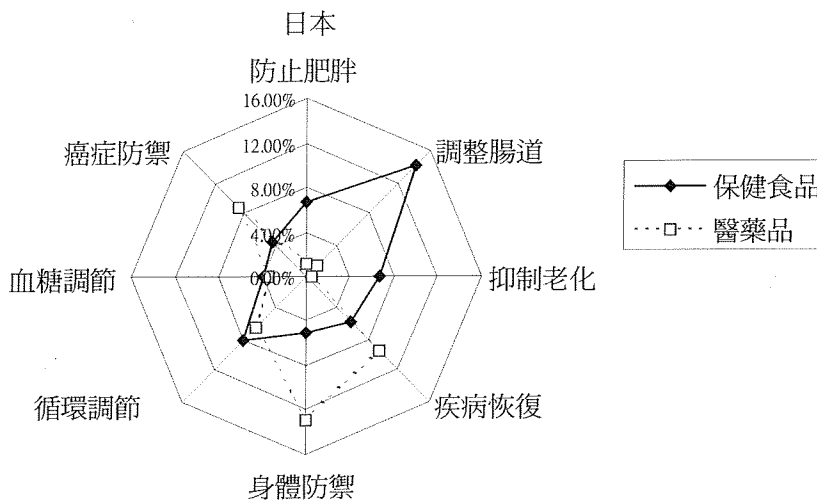 日本
防止肥胖
16.00%
12.00%
8.00%
4.00%
0.00%
癌症防禦
調整腸道
血糖調節
抑制老化
循環調節
疾病恢復
身體防禦
保健食品
醫藥品